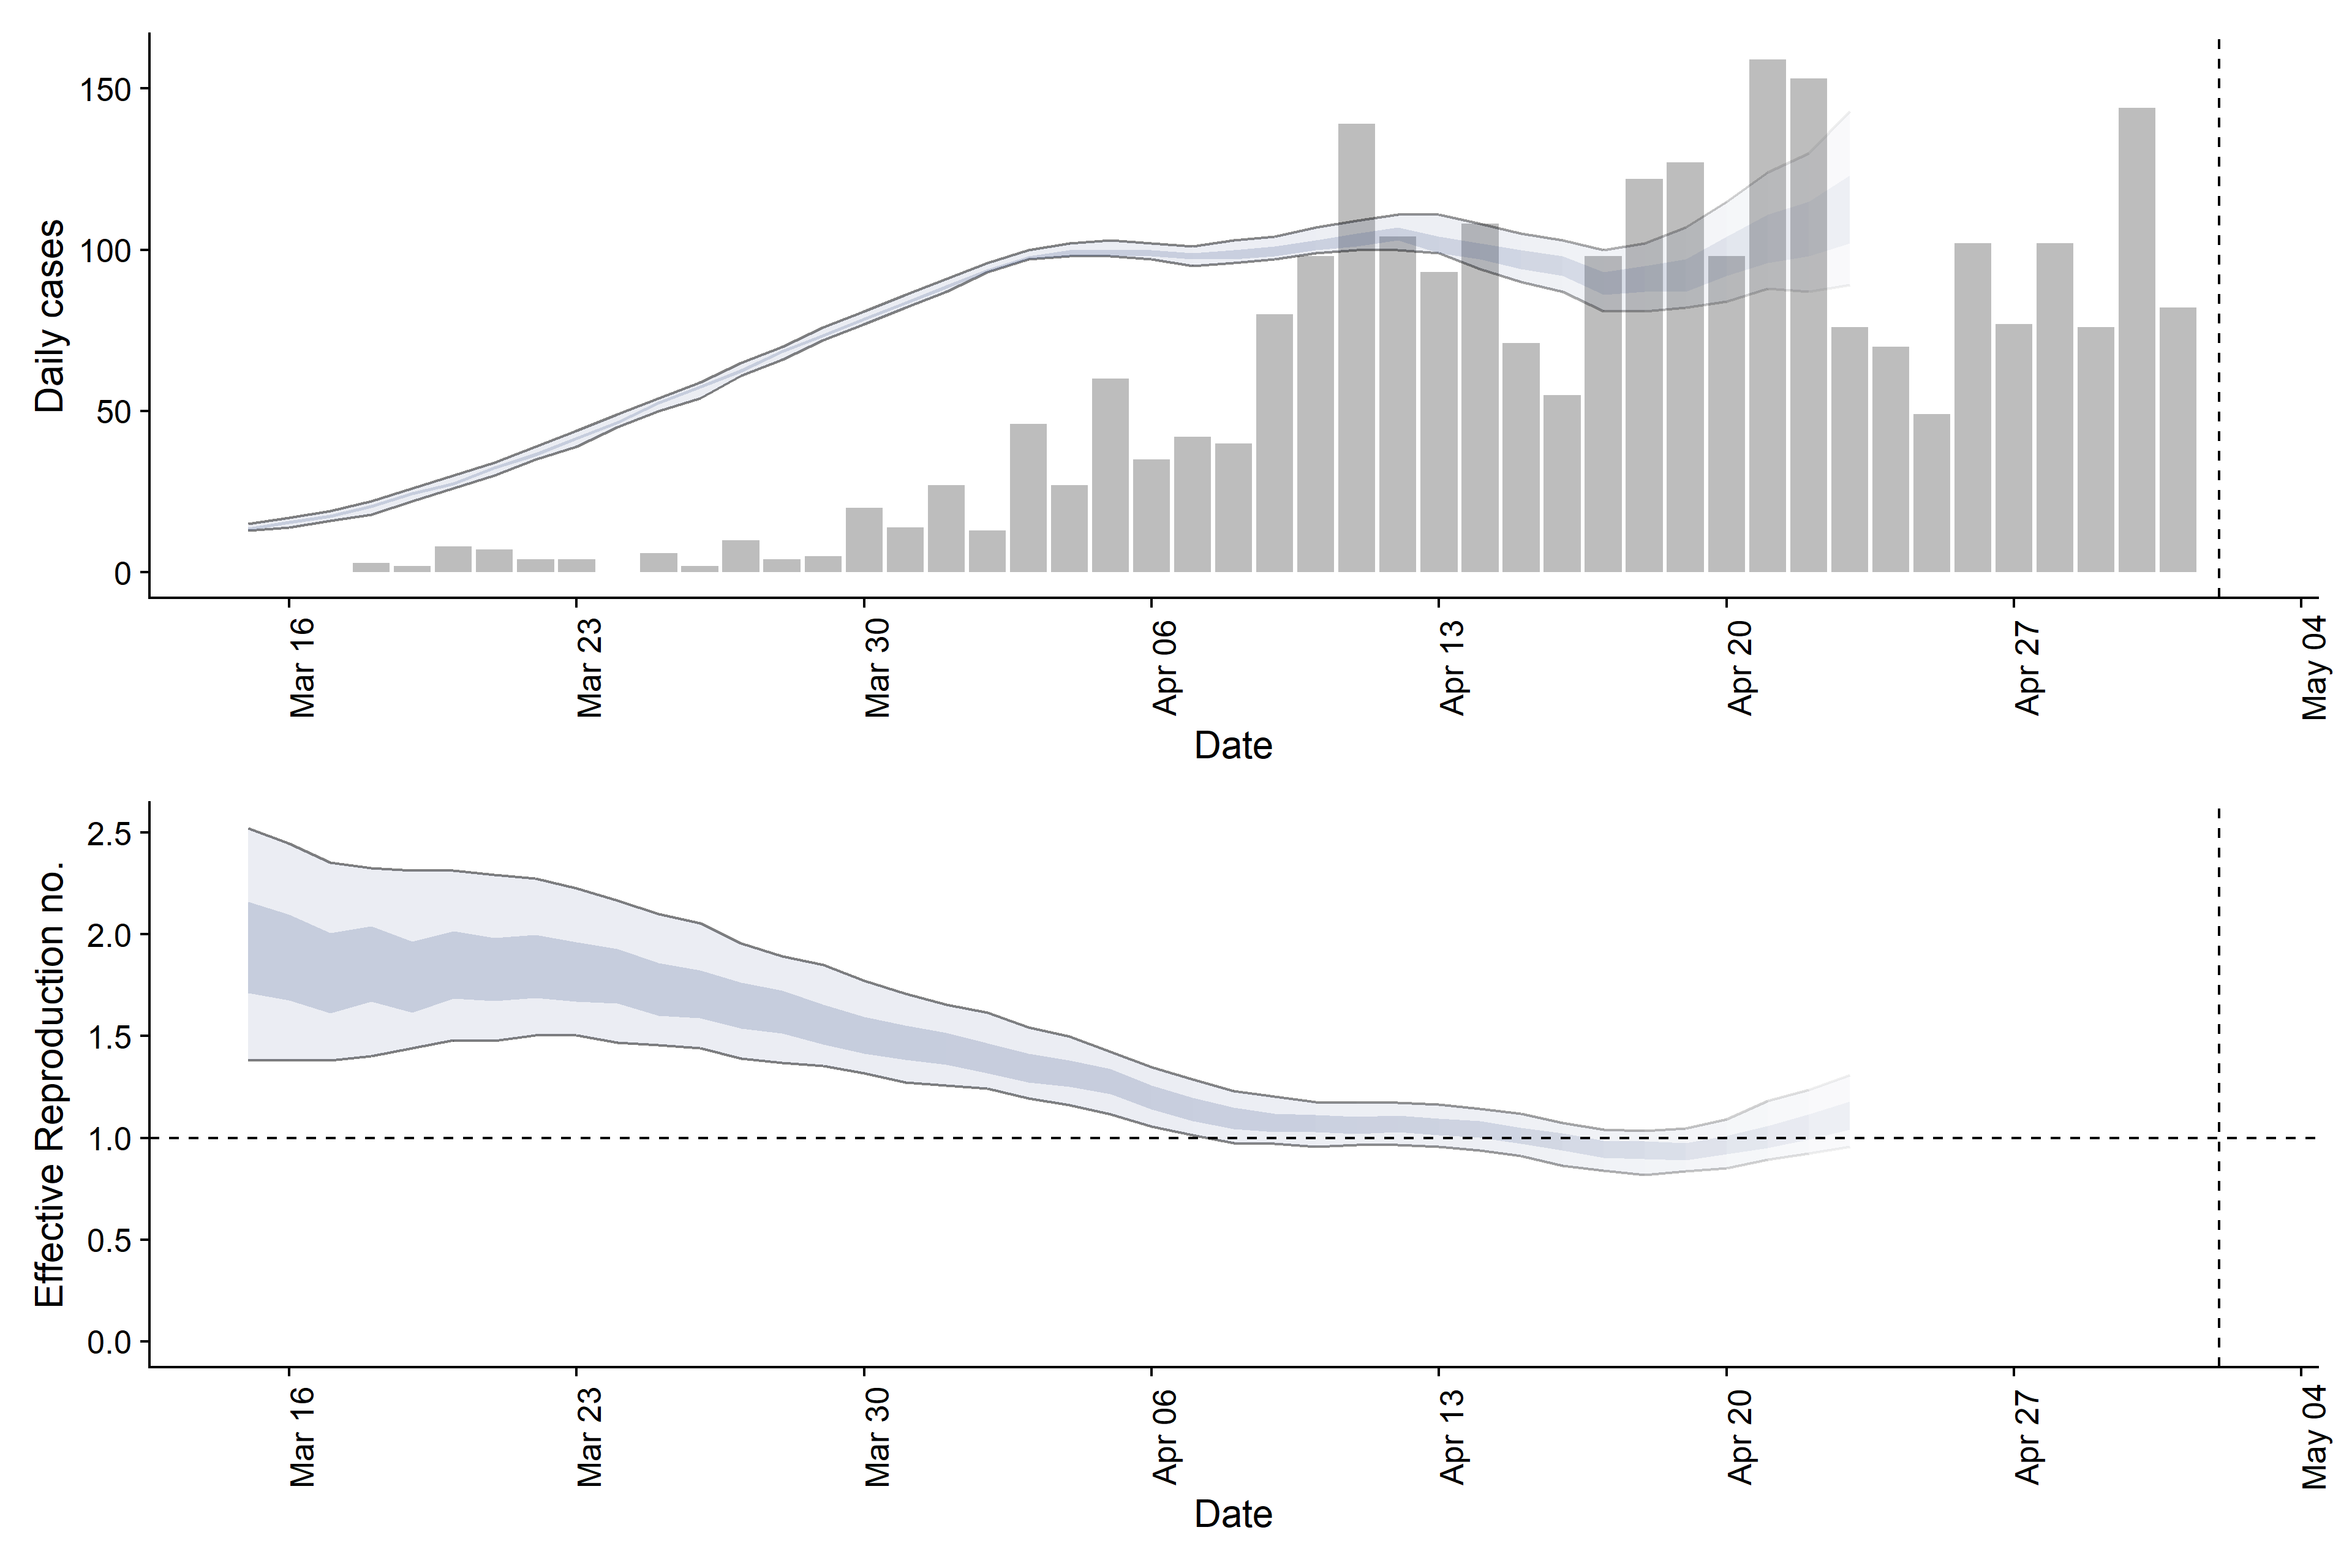 Daily cases
150
100
50
0
Mar 16
Mar 23
Mar 30
Apr 06
Apr 13
Apr 20
Apr 27
May 04
Date
Effective Reproduction no.
2.5
2.0
1.5
1.0
0.5
0.0
Mar 16
Mar 23
Mar 30
Apr 06
Apr 13
Apr 20
Apr 27
May 04
Date